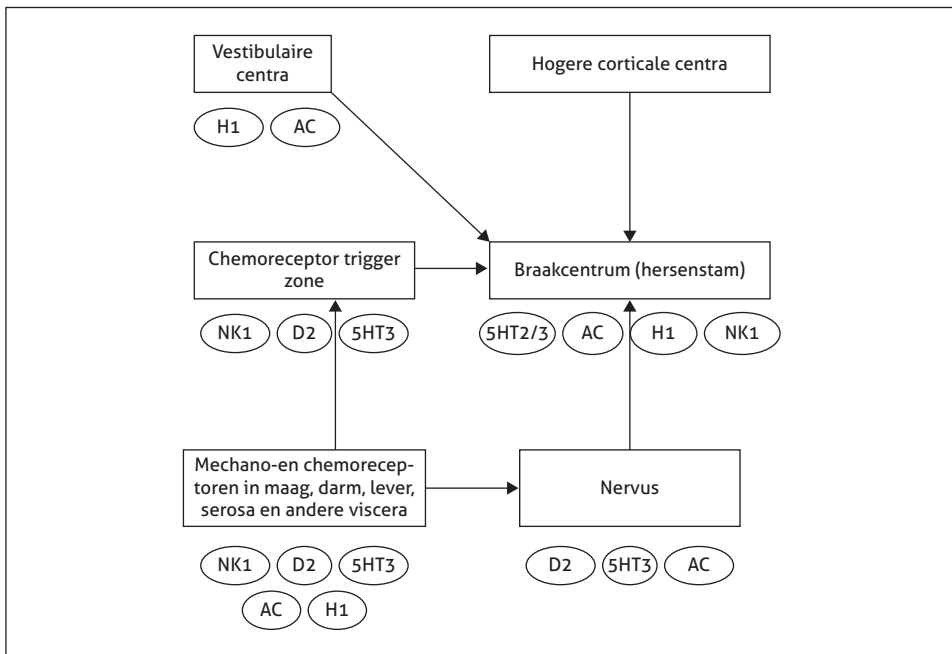 Vestibulaire
centra
Hogere corticale centra
H1 AC
Chemoreceptor trigger
zone
Braakcentrum (hersenstam)
NK1 D2 5HT3
5HT2/3 AC H1 NK1
Mechano-en chemorecep-
toren in maag, darm, lever,
serosa en andere viscera
Nervus
NK1 D2 5HT3
AC H1
D2 5HT3 AC